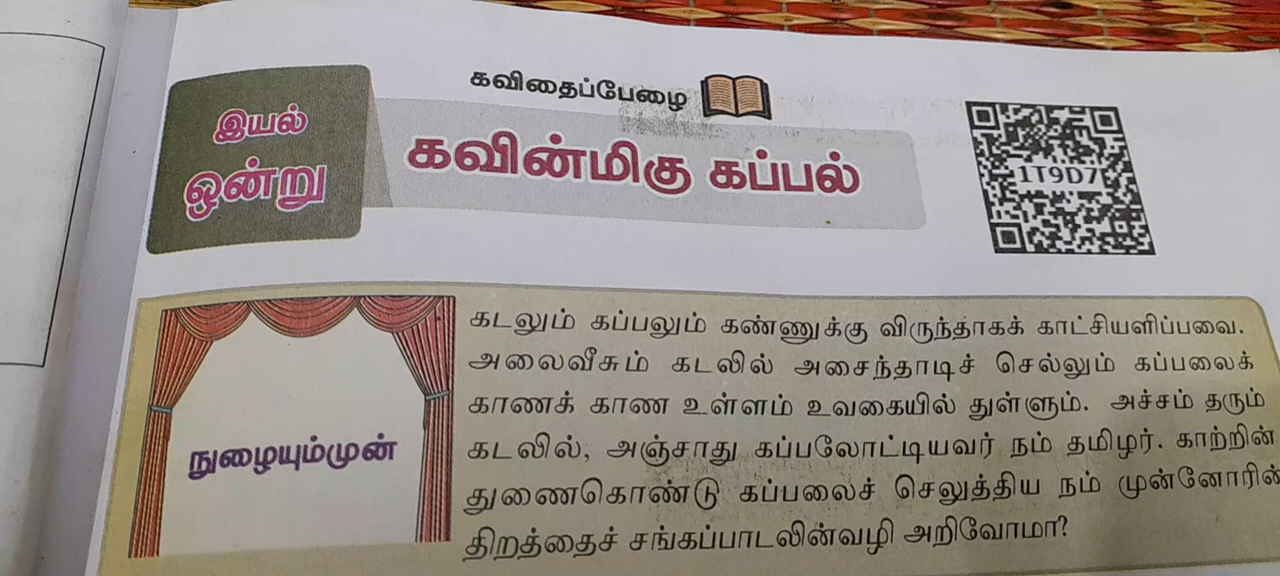 கவிதைப்பேழை
இயல்
ஒன்று
கவின்மிகு கப்பல்
1T9D7
நுழையும்முன்
கடலும் கப்பலும் கண்ணுக்கு விருந்தாகக் காட்சியளிப்பவை.
அலைவீசும் கடலில் அசைந்தாடிச் செல்லும் கப்பலைக்
காணக் காண உள்ளம் உவகையில் துள்ளும். அச்சம் தரும்
கடலில், அஞ்சாது கப்பலோட்டியவர் நம் தமிழர். காற்றின்
துணைகொண்டு கப்பலைச் செலுத்திய நம் முன்னோரின்
திறத்தைச் சங்கப்பாடலின்வழி அறிவோமா?